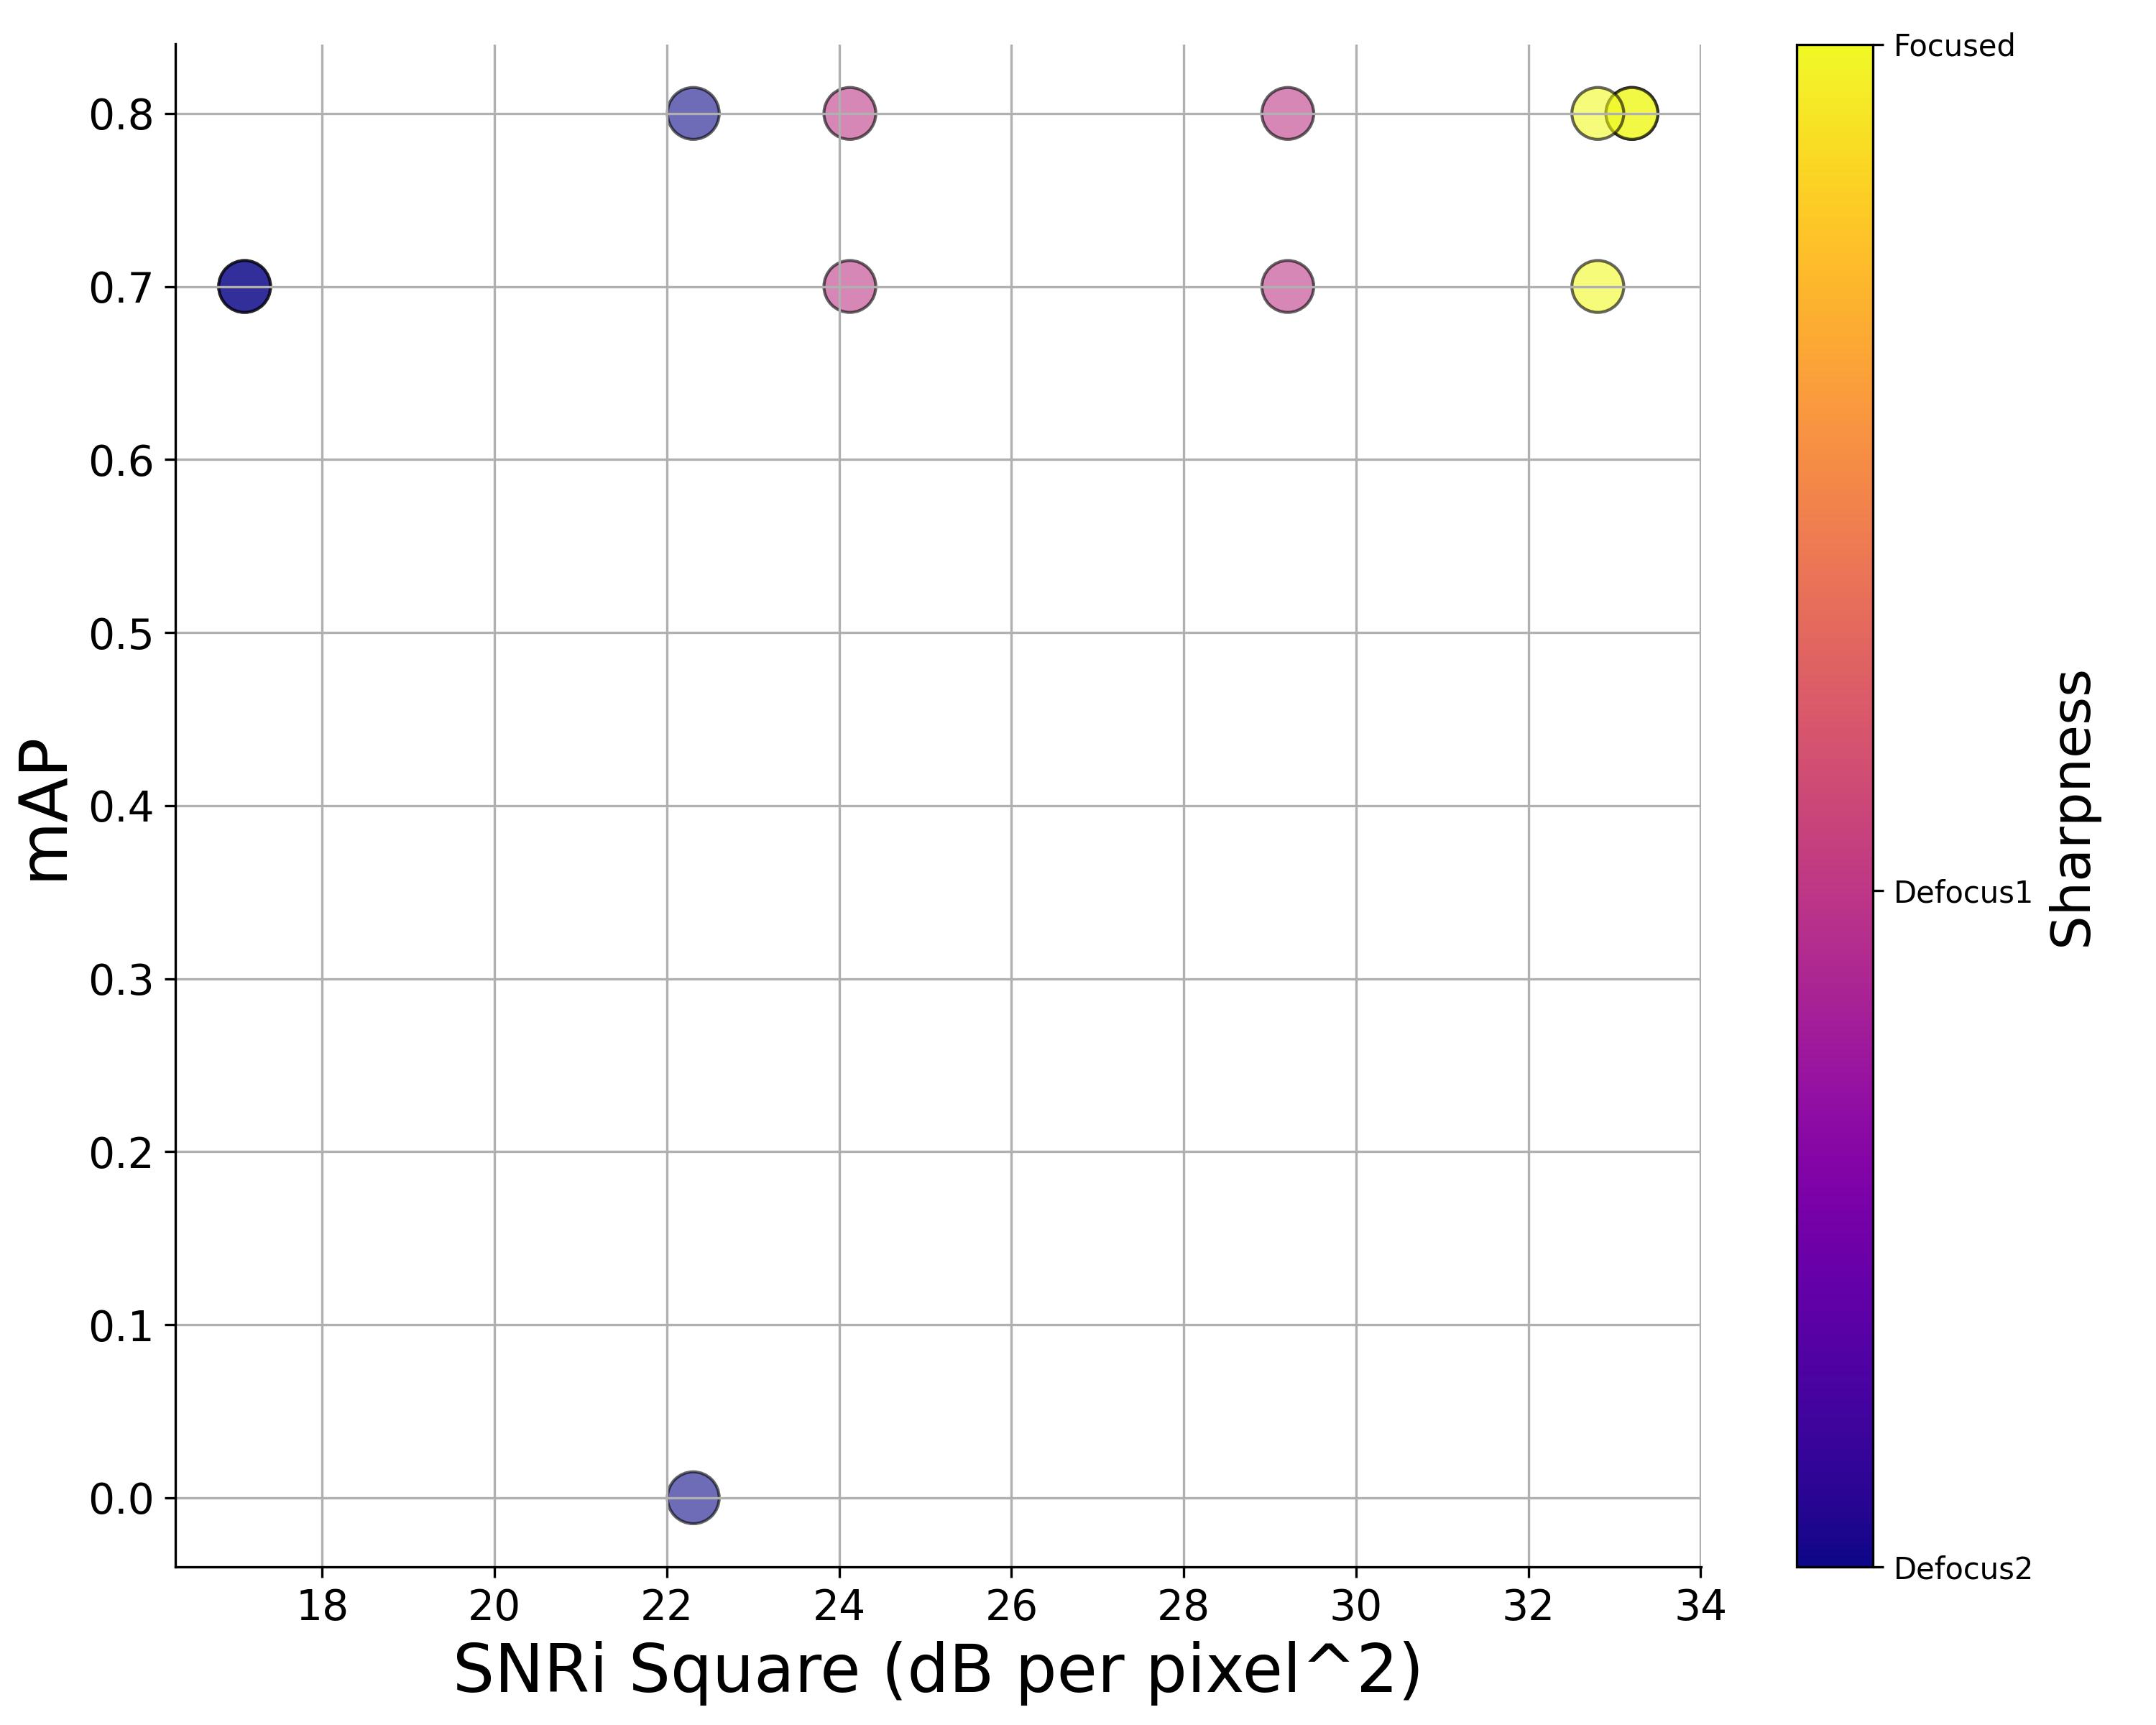 0.8
0.7
0.6
0.5
0.4
0.3
0.2
0.1
0.0
mAP
18 20 22 24 26 28 30 32 34
SNRi Square (dB per pixel^2)
Focused
Defocus1
Defocus2
Sharpness